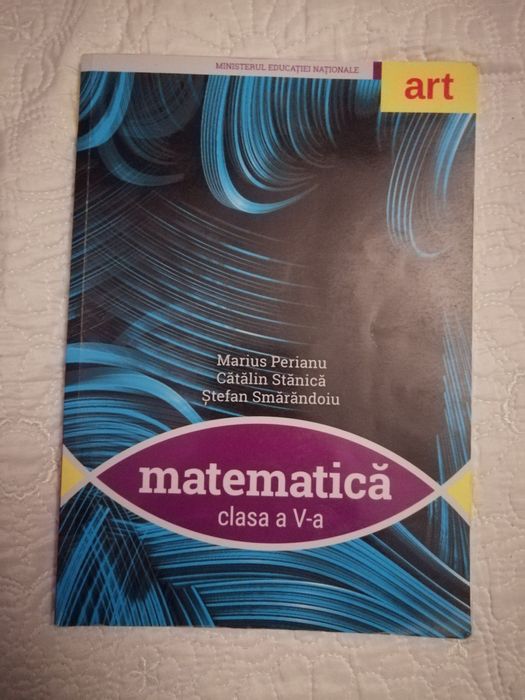 MINISTERUL EDUCAȚIEI NAȚIONALE
art
Marius Perianu
Cătălin Stănică
Ștefan Smărăndoiu
matematică
clasa a V-a